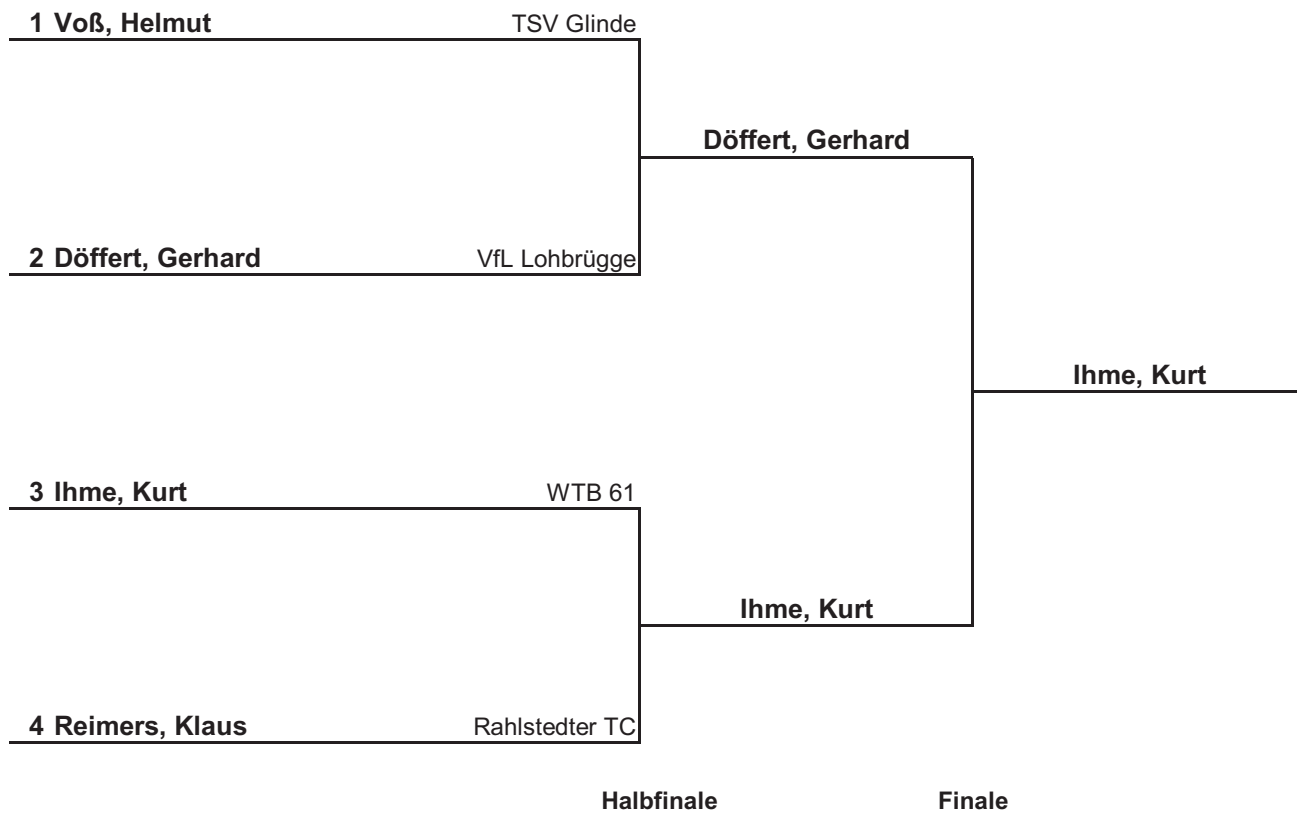 1 Voß, Helmut TSV Glinde
Döffert, Gerhard
2 Döffert, Gerhard VfL Lohbrügge
Ihme, Kurt
3 Ihme, Kurt WTB 61
Ihme, Kurt
4 Reimers, Klaus Rahlstedter TC
Halbfinale Finale